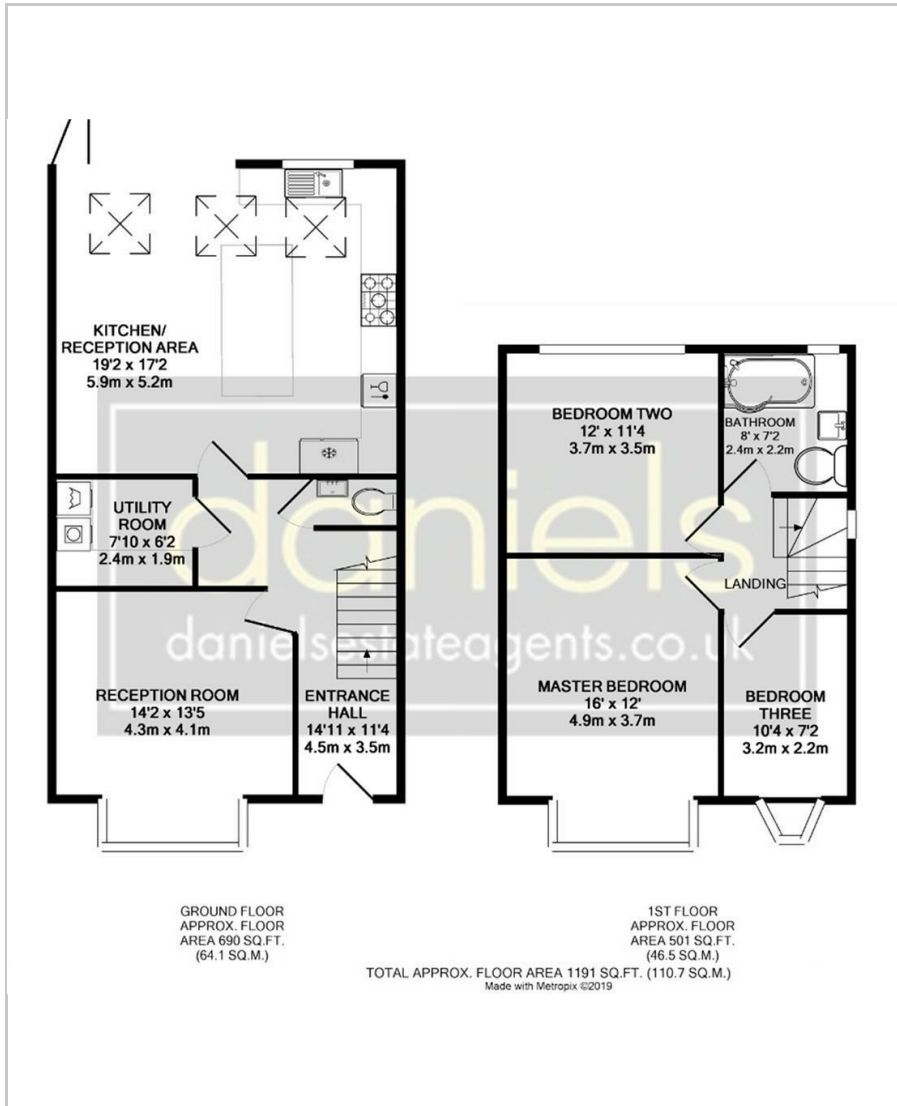 KITCHEN/
RECEPTION AREA
19'2 x 17'2
5.9m x 5.2m
UTILITY
ROOM
7'10 x 6'2
2.4m x 1.9m
RECEPTION ROOM
14'2 x 13'5
4.3m x 4.1m
ENTRANCE
HALL
14'11 x 11'4
4.5m x 3.5m
BEDROOM TWO
12' x 11'4
3.7m x 3.5m
BATHROOM
8' x 7'2
2.4m x 2.2m
LANDING
MASTER BEDROOM
16' x 12'
4.9m x 3.7m
BEDROOM
THREE
10'4 x 7'2
3.2m x 2.2m
daniels
danielsestateagents.co.uk
GROUND FLOOR
APPROX. FLOOR
AREA 690 SQ.FT.
(64.1 SQ.M.)
1ST FLOOR
APPROX. FLOOR
AREA 501 SQ.FT.
(46.5 SQ.M.)
TOTAL APPROX. FLOOR AREA 1191 SQ.FT. (110.7 SQ.M.)
Made with Metropix ©2019